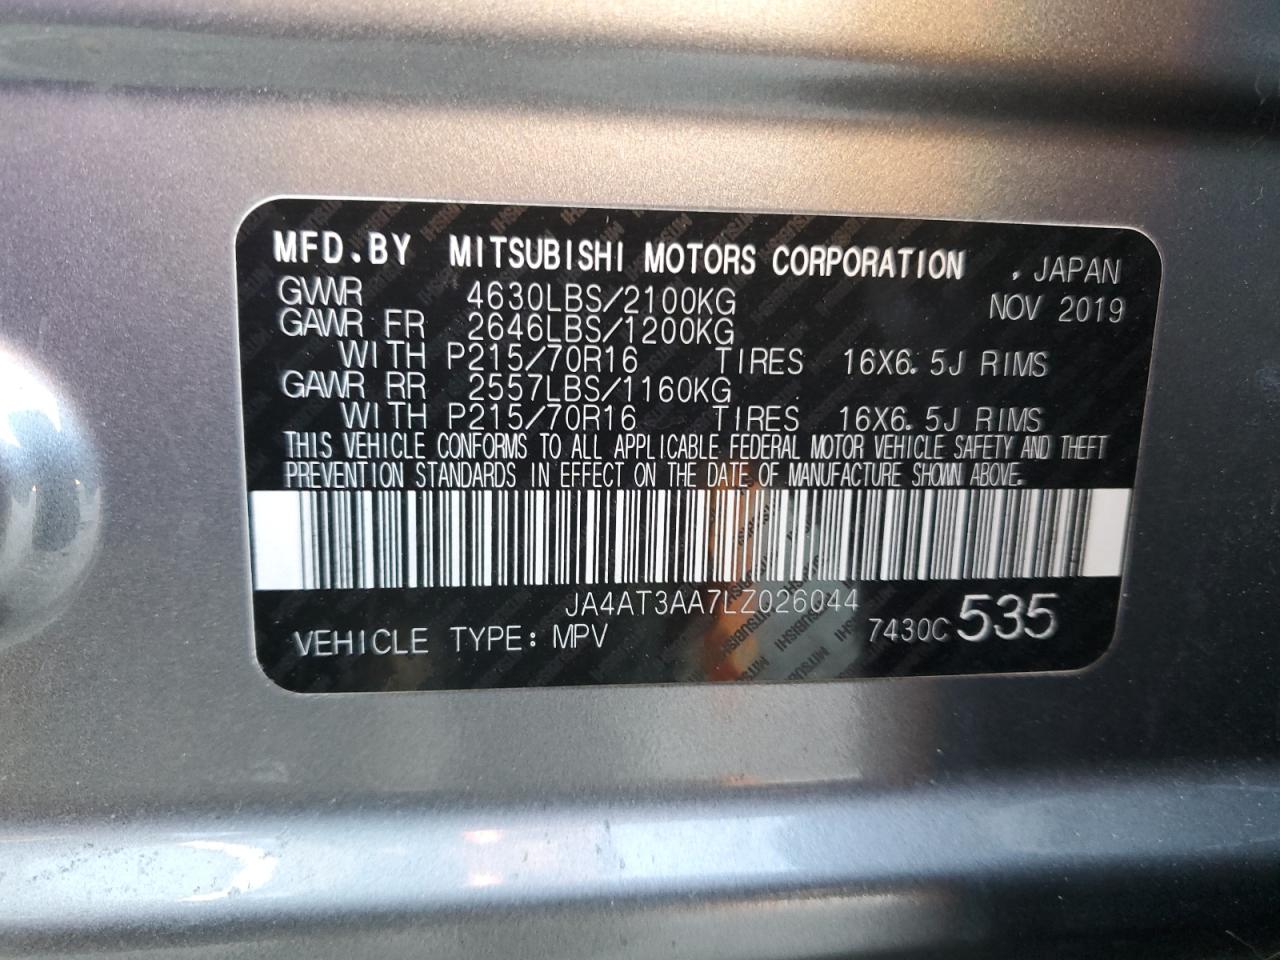 MFD.BY MITSUBISHI MOTORS CORPORATION , JAPAN
GVWR 4630LBS/2100KG NOV 2019
GAWR FR 2646LBS/1200KG
WITH P215/70R16 TIRES 16X6.5J RIMS
GAWR RR 2557LBS/1160KG
WITH P215/70R16 TIRES 16X6.5J RIMS
THIS VEHICLE CONFORMS TO ALL APPLICABLE FEDERAL MOTOR VEHICLE SAFETY AND THEFT
PREVENTION STANDARDS IN EFFECT ON THE DATE OF MANUFACTURE SHOWN ABOVE.
JA4AT3AA7LZ026044
VEHICLE TYPE: MPV 7430C 535